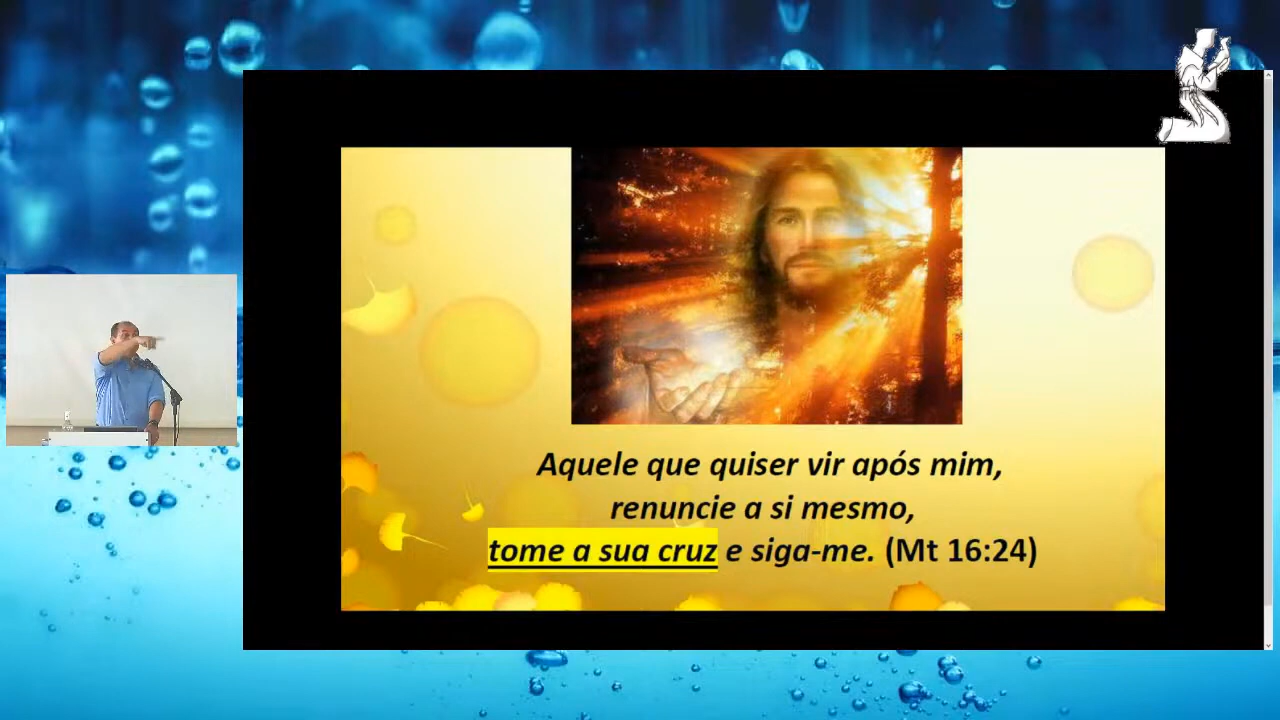 Aquele que quiser vir após mim,
renuncie a si mesmo,
tome a sua cruz e siga-me. (Mt 16:24)